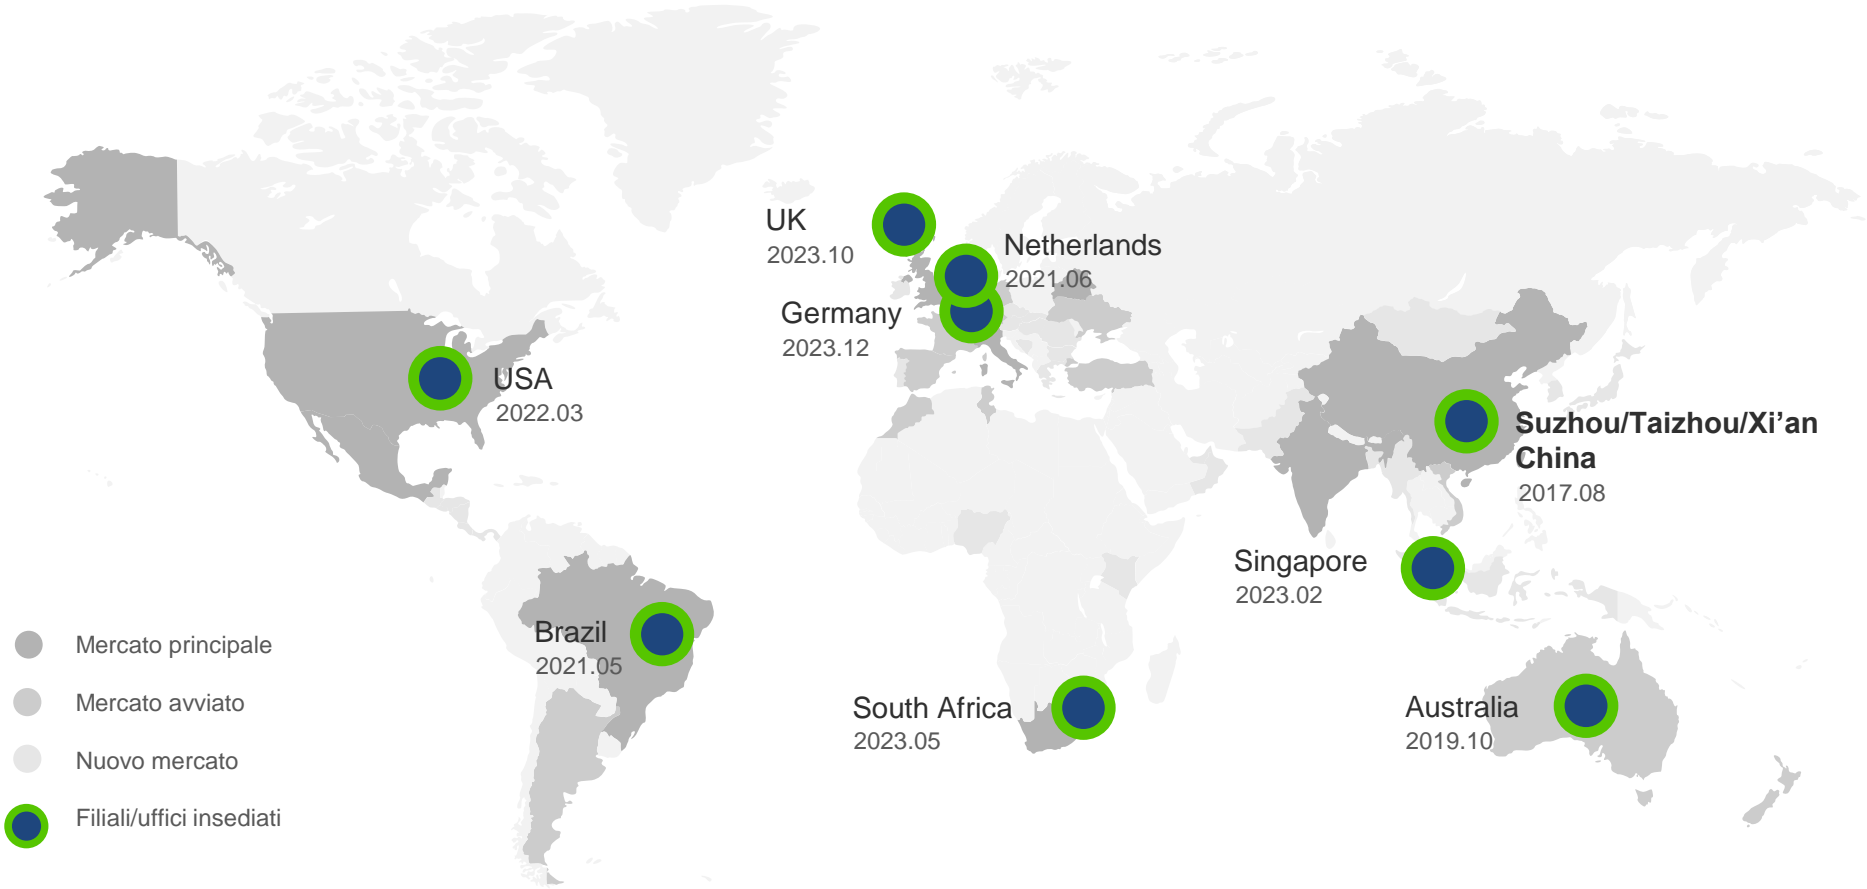 UK
2023.10
Netherlands
2021.06
Germany
2023.12
USA
2022.03
Suzhou/Taizhou/Xi’an
China
2017.08
Singapore
2023.02
Brazil
2021.05
South Africa
2023.05
Australia
2019.10
Mercato principale
Mercato avviato
Nuovo mercato
Filiali/uffici insediati